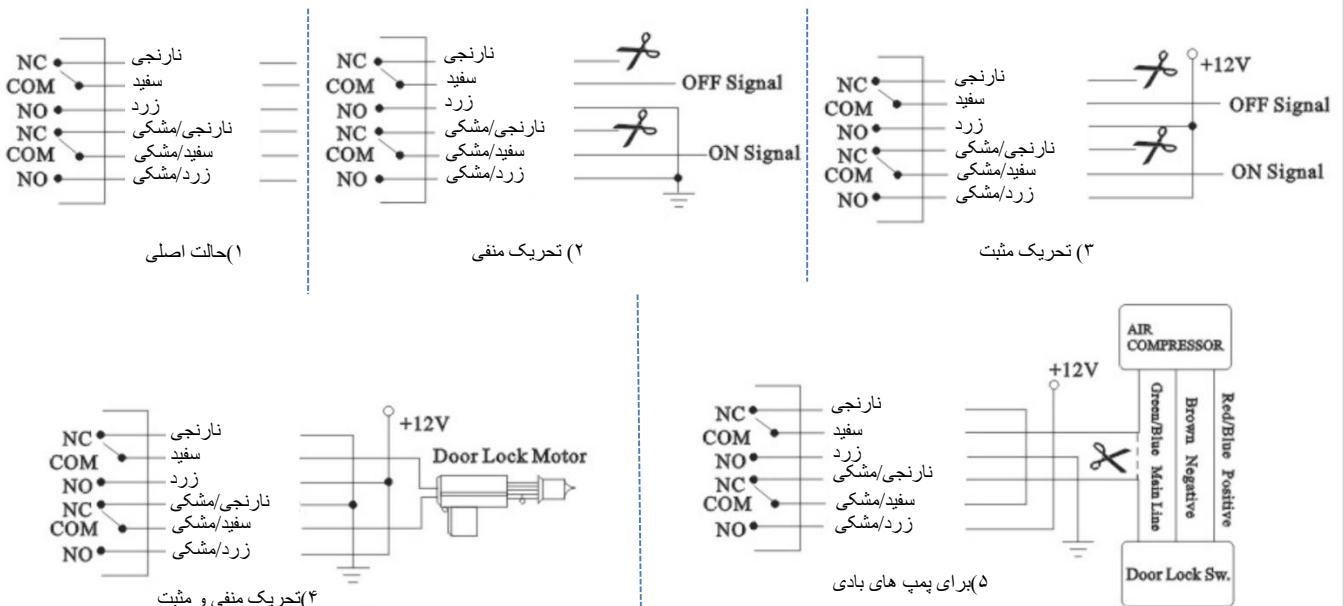 NC نارنجی
COM سفید
NO زرد
NC نارنجی/مشکی
COM سفید/مشکی
NO زرد/مشکی
۱)حالت اصلی
NC نارنجی
COM سفید
OFF Signal
NO زرد
NC نارنجی/مشکی
COM سفید/مشکی
ON Signal
NO زرد/مشکی
۲) تحریک منفی
+12V
NC نارنجی
COM سفید
OFF Signal
NO زرد
NC نارنجی/مشکی
COM سفید/مشکی
ON Signal
NO زرد/مشکی
۳) تحریک مثبت
+12V
NC نارنجی
COM سفید
Door Lock Motor
NO زرد
NC نارنجی/مشکی
COM سفید/مشکی
NO زرد/مشکی
۴)تحریک منفی و مثبت
AIR
COMPRESSOR
+12V
NC نارنجی
COM سفید
NO زرد
NC نارنجی/مشکی
COM سفید/مشکی
NO زرد/مشکی
Green/Blue Main Line
Brown Negative
Red/Blue Positive
Door Lock Sw.
۵)برای پمپ های بادی